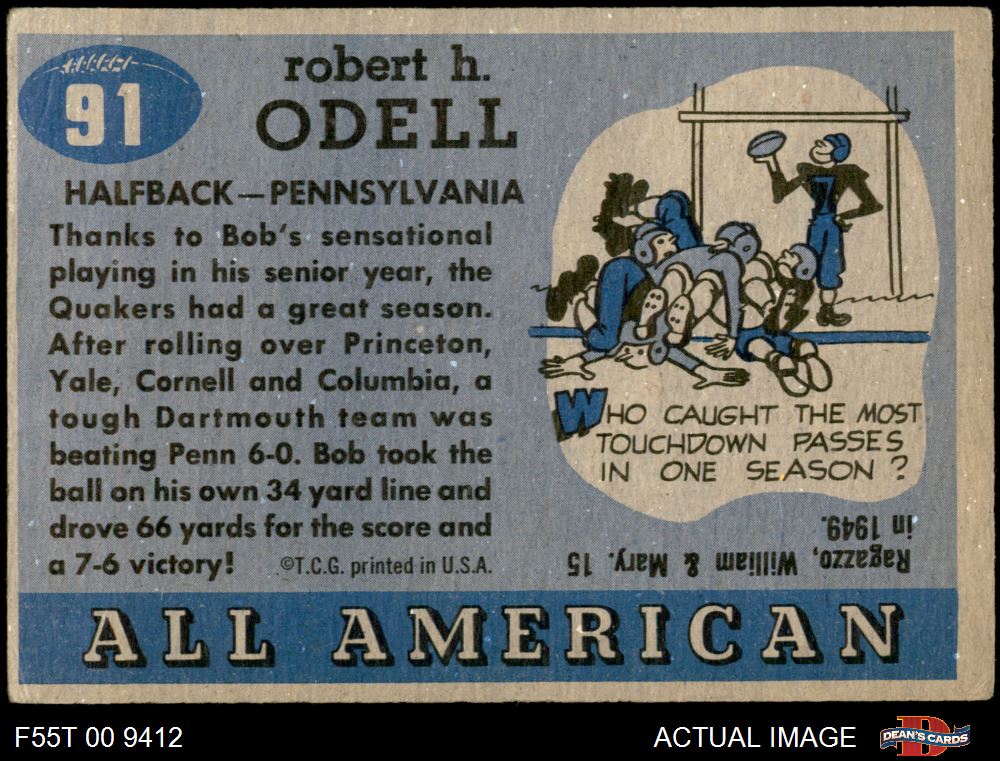 91
robert h.
ODELL
HALFBACK—PENNSYLVANIA
Thanks to Bob's sensational
playing in his senior year, the
Quakers had a great season.
After rolling over Princeton,
Yale, Cornell and Columbia, a
tough Dartmouth team was
beating Penn 6-0. Bob took the
ball on his own 34 yard line and
drove 66 yards for the score and
a 7-6 victory!
©T.C.G. printed in U.S.A.
WHO CAUGHT THE MOST
TOUCHDOWN PASSES
IN ONE SEASON?
Ragazzo, William & Mary. 15
in 1949.
ALL AMERICAN
F55T 00 9412
ACTUAL IMAGE
D
DEAN'S CARDS